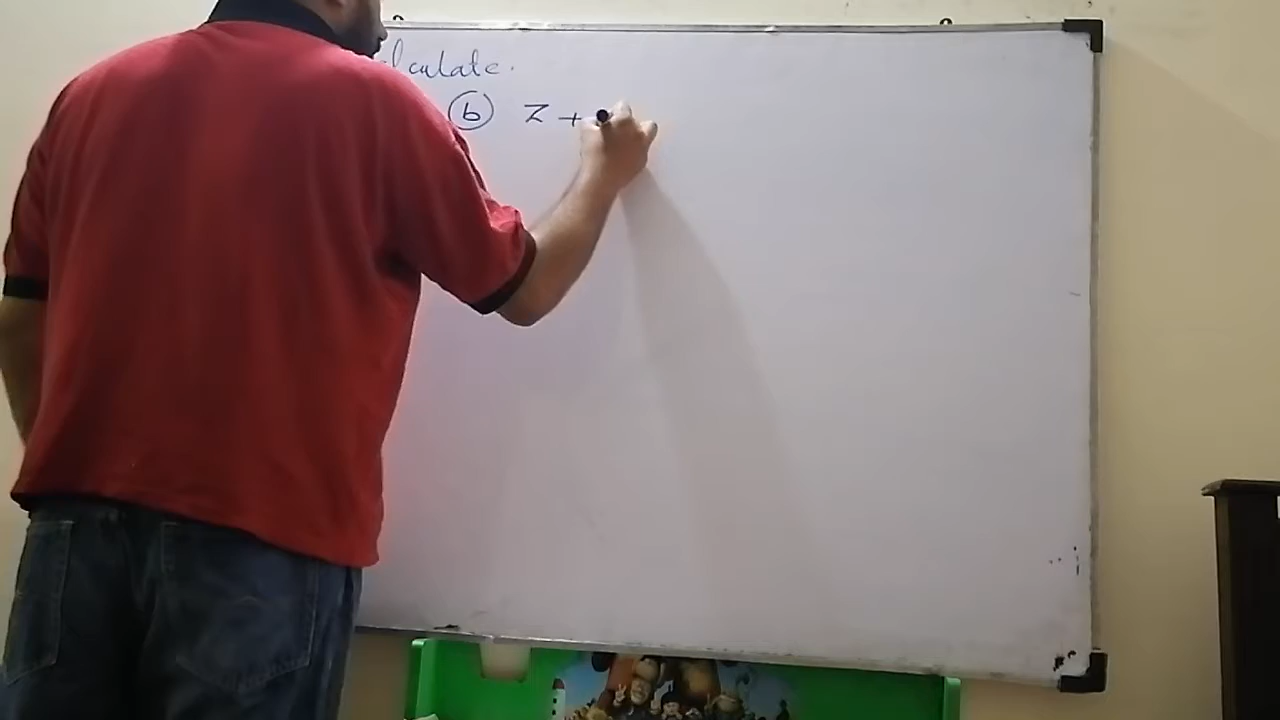 lculate.
ⓑ z +